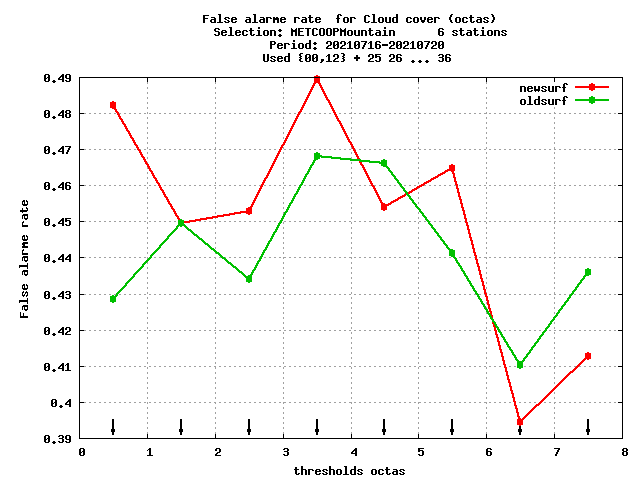 False alarme rate  for Cloud cover (octas)
Selection: METCOOPMountain      6 stations
Period: 20210716-20210720
Used {00,12} + 25 26 ... 36
newsurf
oldsurf
0.49
0.48
0.47
0.46
0.45
0.44
0.43
0.42
0.41
0.4
0.39
False alarme rate
0 1 2 3 4 5 6 7 8
thresholds octas